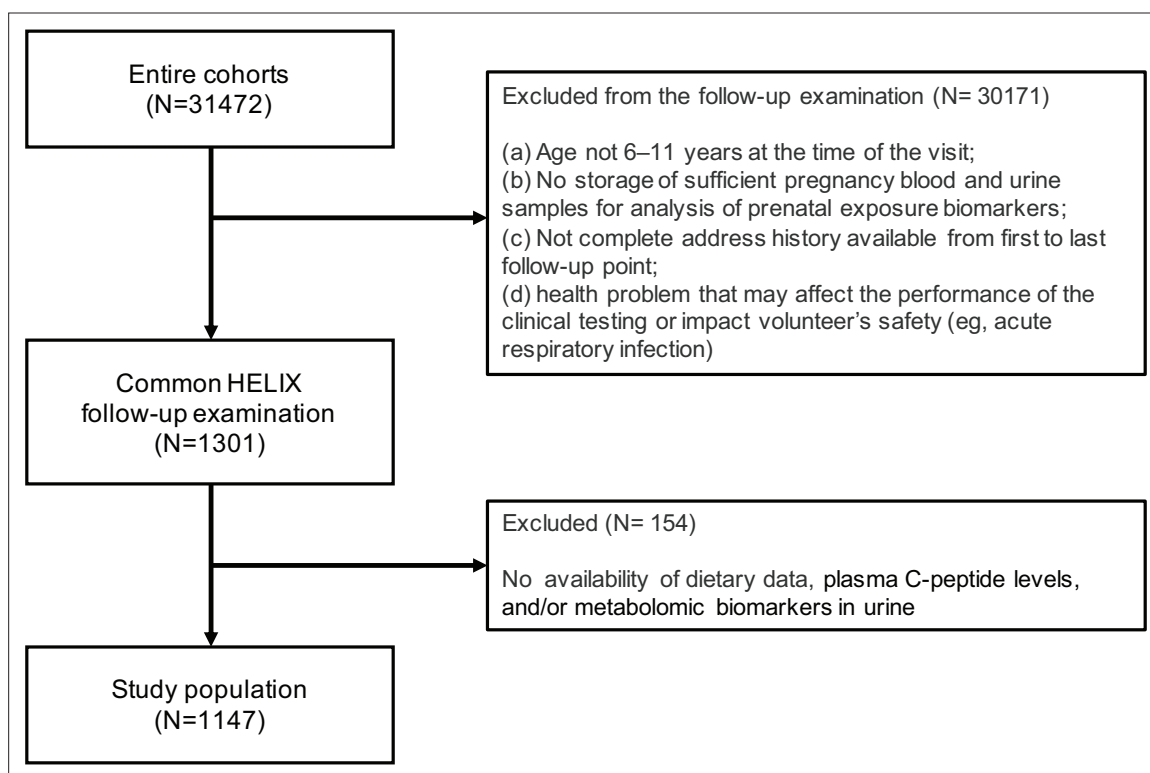 Entire cohorts
(N=31472)
Excluded from the follow-up examination (N= 30171)
(a) Age not 6–11 years at the time of the visit;
(b) No storage of sufficient pregnancy blood and urine
samples for analysis of prenatal exposure biomarkers;
(c) Not complete address history available from first to last
follow-up point;
(d) health problem that may affect the performance of the
clinical testing or impact volunteer’s safety (eg, acute
respiratory infection)
Common HELIX
follow-up examination
(N=1301)
Excluded (N= 154)
No availability of dietary data, plasma C-peptide levels,
and/or metabolomic biomarkers in urine
Study population
(N=1147)